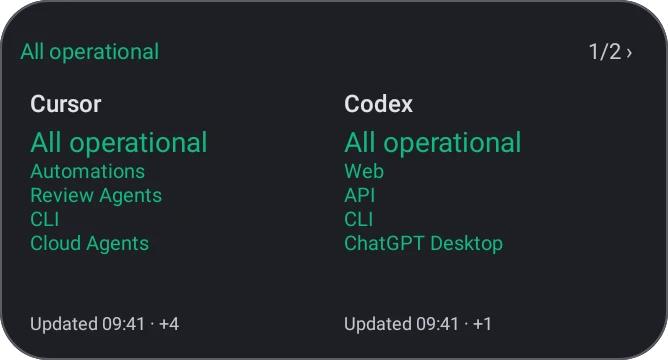 All operational
1/2 ›
Cursor
All operational
Automations
Review Agents
CLI
Cloud Agents
Updated 09:41 · +4
Codex
All operational
Web
API
CLI
ChatGPT Desktop
Updated 09:41 · +1